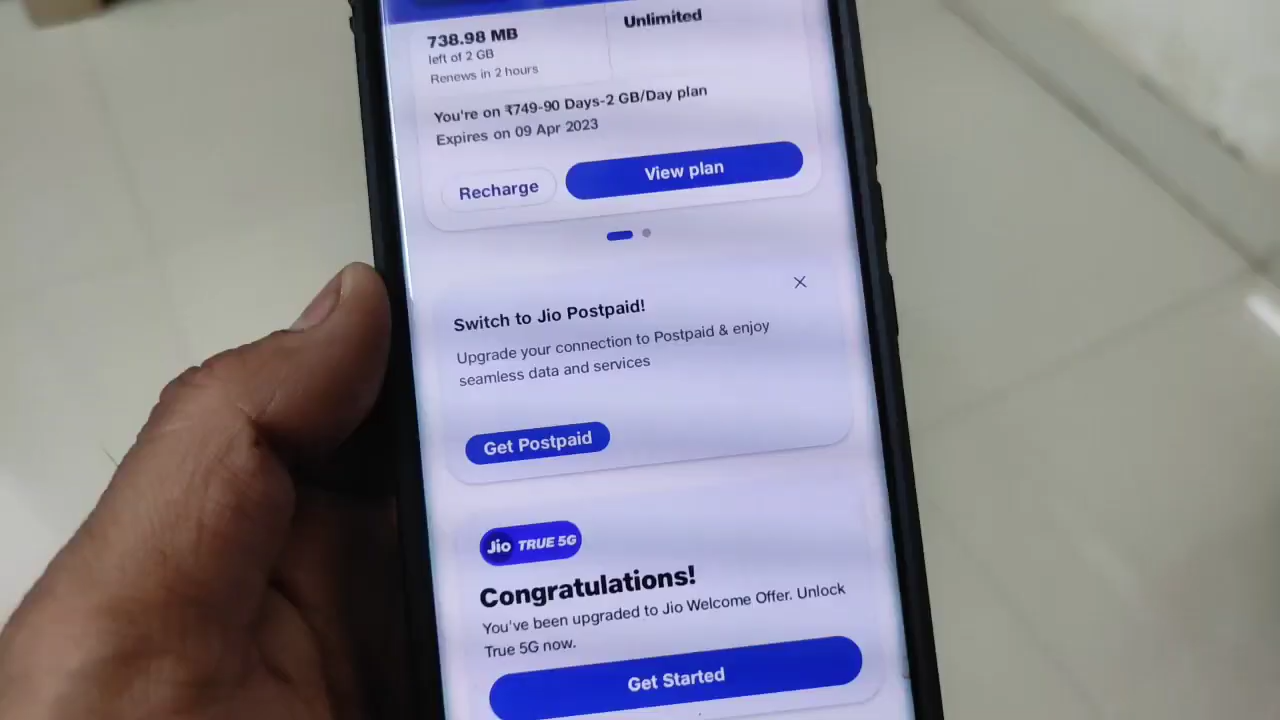 738.98 MB
left of 2 GB
Renews in 2 hours
Unlimited
You're on ₹749-90 Days-2 GB/Day plan
Expires on 09 Apr 2023
Recharge
View plan
Switch to Jio Postpaid!
Upgrade your connection to Postpaid & enjoy
seamless data and services
Get Postpaid
Jio TRUE 5G
Congratulations!
You've been upgraded to Jio Welcome Offer. Unlock
True 5G now.
Get Started